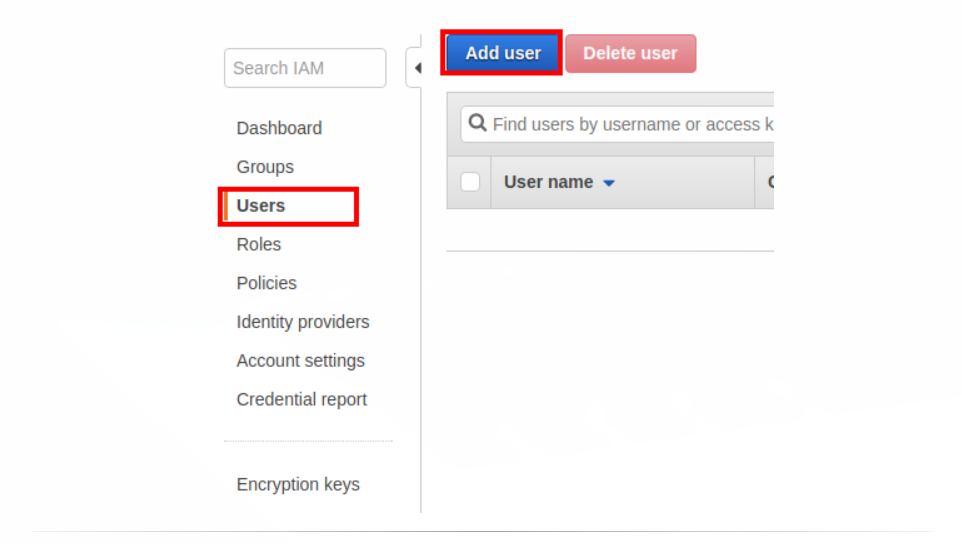 Search IAM
Dashboard
Groups
Users
Roles
Policies
Identity providers
Account settings
Credential report
Encryption keys
Add user
Delete user
Find users by username or access k
User name